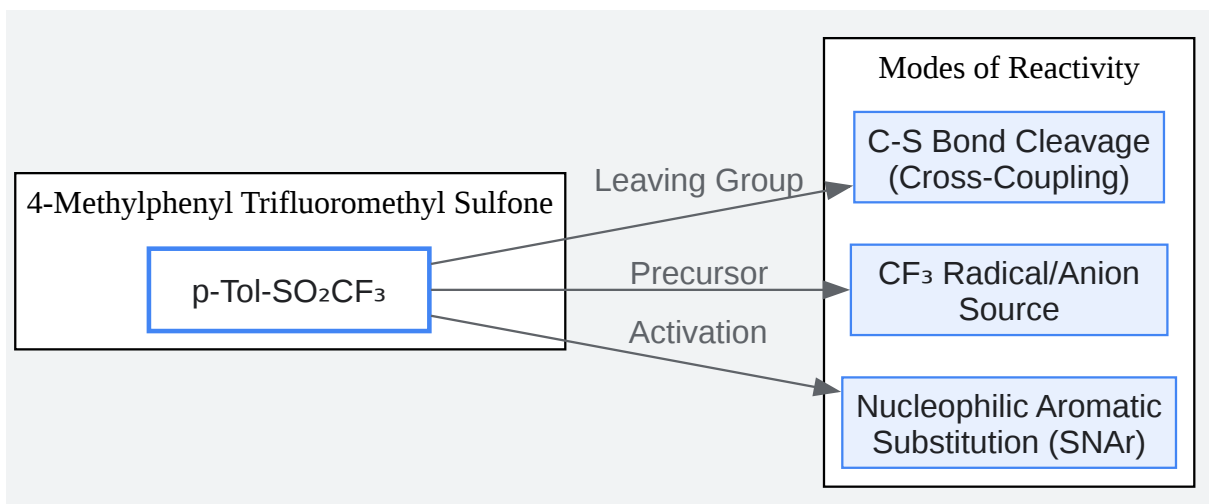 Modes of Reactivity
C-S Bond Cleavage
(Cross-Coupling)
Leaving Group
4-Methylphenyl Trifluoromethyl Sulfone
p-Tol-SO₂CF₃
Precursor
CF₃ Radical/Anion
Source
Activation
Nucleophilic Aromatic
Substitution (SNAr)